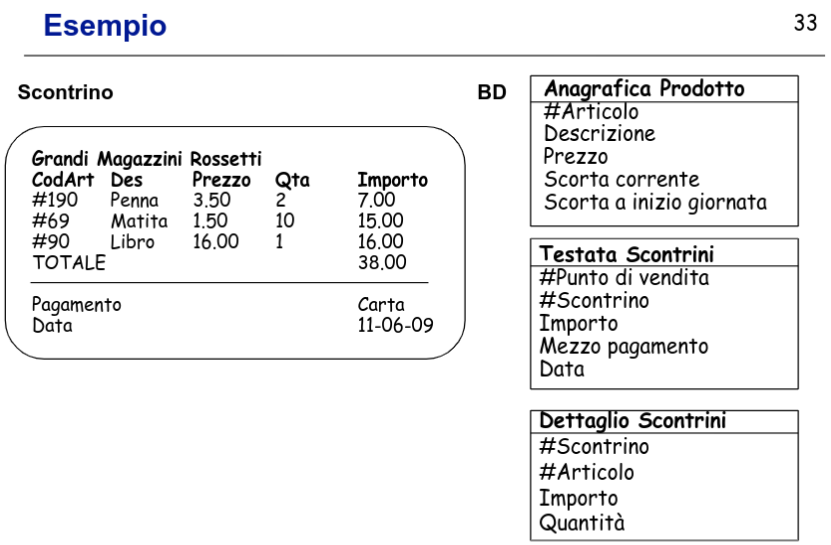 Esempio
33
Scontrino
Grandi Magazzini Rossetti
CodArt Des Prezzo Qta Importo
#190 Penna 3.50 2 7.00
#69 Matita 1.50 10 15.00
#90 Libro 16.00 1 16.00
TOTALE 38.00
Pagamento Carta
Data 11-06-09
BD
Anagrafica Prodotto
#Articolo
Descrizione
Prezzo
Scorta corrente
Scorta a inizio giornata
Testata Scontrini
#Punto di vendita
#Scontrino
Importo
Mezzo pagamento
Data
Dettaglio Scontrini
#Scontrino
#Articolo
Importo
Quantità